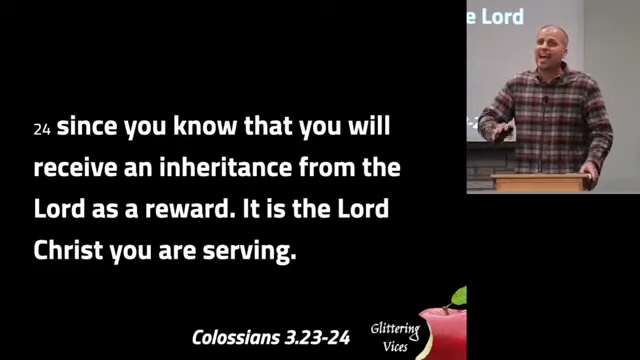 24 since you know that you will
receive an inheritance from the
Lord as a reward. It is the Lord
Christ you are serving.
Colossians 3.23-24
Glittering
Vices
e Lord